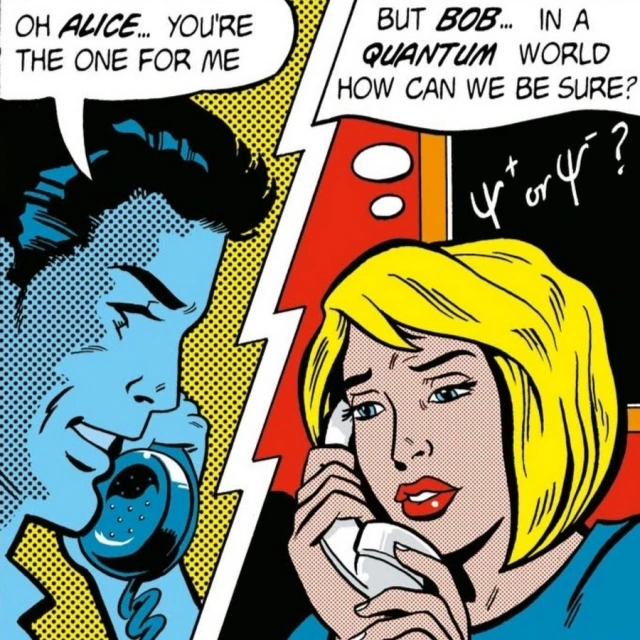 OH ALICE... YOU'RE
THE ONE FOR ME
BUT BOB... IN A
QUANTUM WORLD
HOW CAN WE BE SURE?
ψ⁺ or ψ⁻ ?